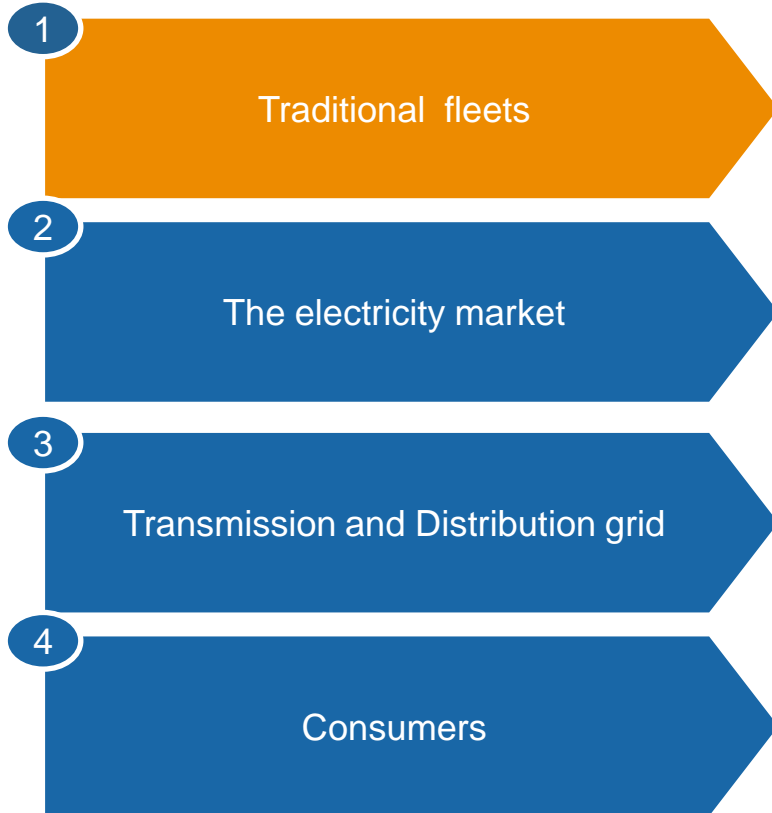 1
Traditional fleets
2
The electricity market
3
Transmission and Distribution grid
4
Consumers